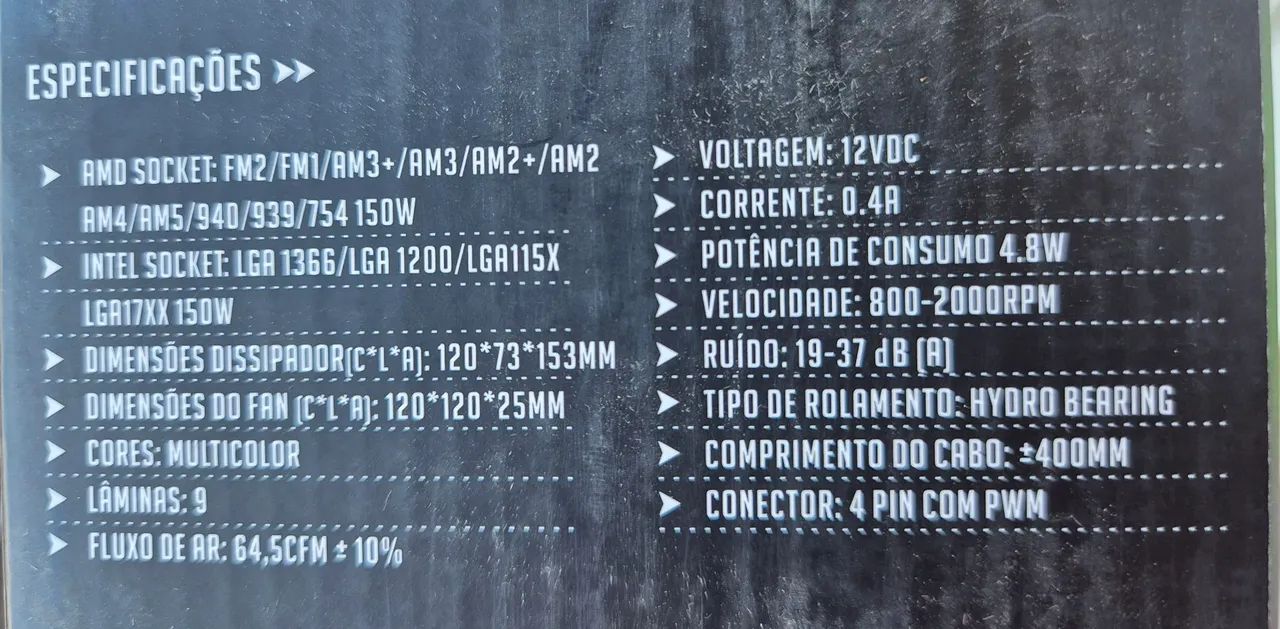 ESPECIFICAÇÕES
AMD SOCKET: FM2/FM1/AM3+/AM3/AM2+/AM2
AM4/AM5/940/939/754 150W
INTEL SOCKET: LGA 1366/LGA 1200/LGA115X
LGA17XX 150W
DIMENSÕES DISSIPADOR(C*L*A): 120*73*153MM
DIMENSÕES DO FAN (C*L*A): 120*120*25MM
CORES: MULTICOLOR
LÂMINAS: 9
FLUXO DE AR: 64,5CFM ± 10%
VOLTAGEM: 12VDC
CORRENTE: 0.4A
POTÊNCIA DE CONSUMO 4.8W
VELOCIDADE: 800-2000RPM
RUÍDO: 19-37 dB (A)
TIPO DE ROLAMENTO: HYDRO BEARING
COMPRIMENTO DO CABO: ±400MM
CONECTOR: 4 PIN COM PWM